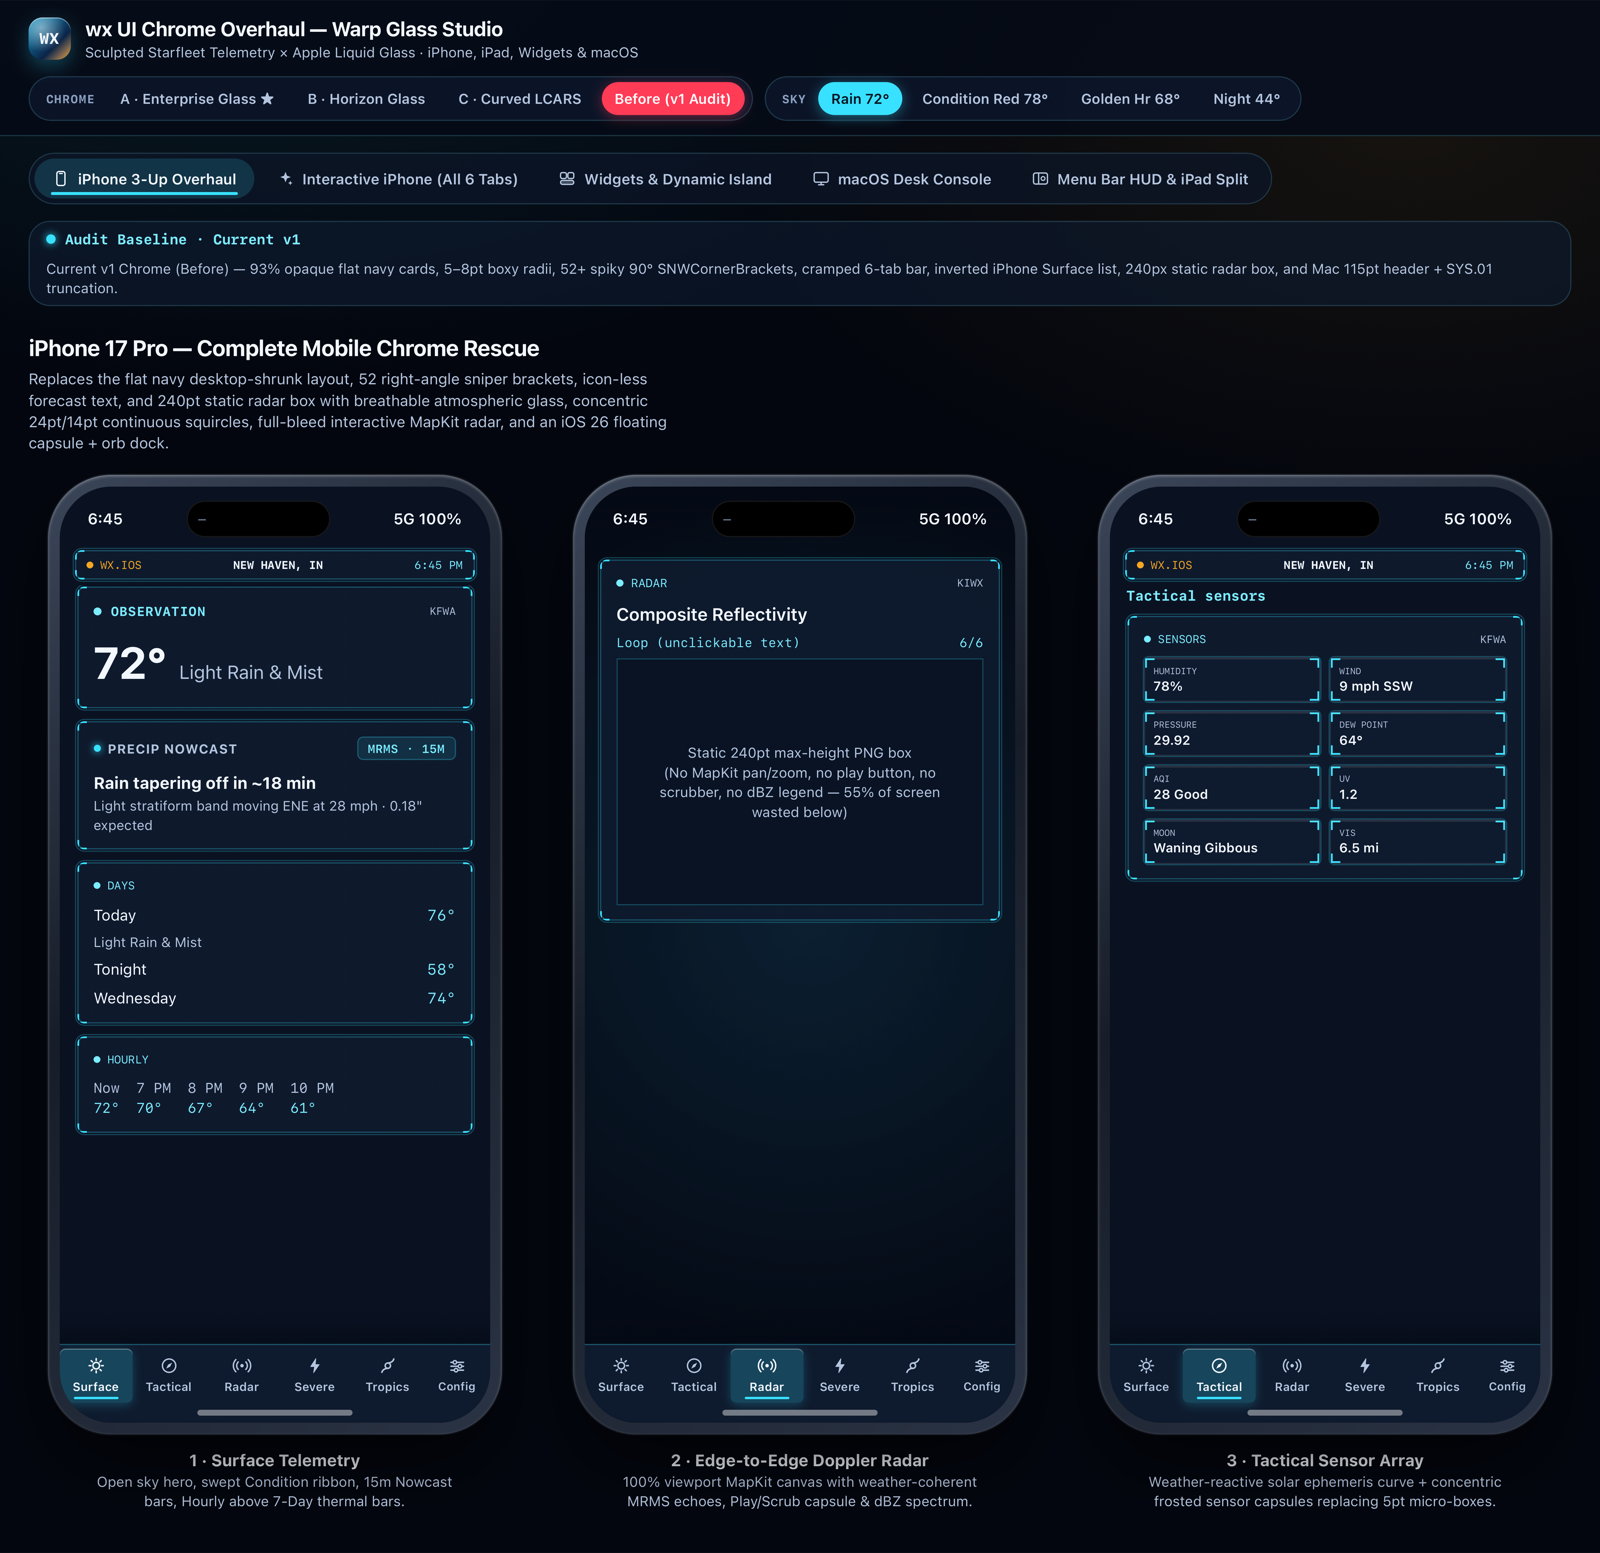 WX
wx UI Chrome Overhaul — Warp Glass Studio
Sculpted Starfleet Telemetry × Apple Liquid Glass · iPhone, iPad, Widgets & macOS
CHROME A · Enterprise Glass ★ B · Horizon Glass C · Curved LCARS Before (v1 Audit)
SKY Rain 72° Condition Red 78° Golden Hr 68° Night 44°
iPhone 3-Up Overhaul Interactive iPhone (All 6 Tabs) Widgets & Dynamic Island macOS Desk Console Menu Bar HUD & iPad Split
Audit Baseline · Current v1
Current v1 Chrome (Before) — 93% opaque flat navy cards, 5–8pt boxy radii, 52+ spiky 90° SNWCornerBrackets, cramped 6-tab bar, inverted iPhone Surface list, 240px static radar box, and Mac 115pt header + SYS.01
truncation.
iPhone 17 Pro — Complete Mobile Chrome Rescue
Replaces the flat navy desktop-shrunk layout, 52 right-angle sniper brackets, icon-less
forecast text, and 240pt static radar box with breathable atmospheric glass, concentric
24pt/14pt continuous squircles, full-bleed interactive MapKit radar, and an iOS 26 floating
capsule + orb dock.
6:45 – 5G 100%
WX.IOS NEW HAVEN, IN 6:45 PM
OBSERVATION KFWA
72° Light Rain & Mist
PRECIP NOWCAST MRMS · 15M
Rain tapering off in ~18 min
Light stratiform band moving ENE at 28 mph · 0.18"
expected
DAYS
Today 76°
Light Rain & Mist
Tonight 58°
Wednesday 74°
HOURLY
Now 7 PM 8 PM 9 PM 10 PM
72° 70° 67° 64° 61°
Surface Tactical Radar Severe Tropics Config
1 · Surface Telemetry
Open sky hero, swept Condition ribbon, 15m Nowcast
bars, Hourly above 7-Day thermal bars.
6:45 – 5G 100%
RADAR KIWX
Composite Reflectivity
Loop (unclickable text) 6/6
Static 240pt max-height PNG box
(No MapKit pan/zoom, no play button, no
scrubber, no dBZ legend — 55% of screen
wasted below)
Surface Tactical Radar Severe Tropics Config
2 · Edge-to-Edge Doppler Radar
100% viewport MapKit canvas with weather-coherent
MRMS echoes, Play/Scrub capsule & dBZ spectrum.
6:45 – 5G 100%
WX.IOS NEW HAVEN, IN 6:45 PM
Tactical sensors
SENSORS KFWA
HUMIDITY WIND
78% 9 mph SSW
PRESSURE DEW POINT
29.92 64°
AQI UV
28 Good 1.2
MOON VIS
Waning Gibbous 6.5 mi
Surface Tactical Radar Severe Tropics Config
3 · Tactical Sensor Array
Weather-reactive solar ephemeris curve + concentric
frosted sensor capsules replacing 5pt micro-boxes.